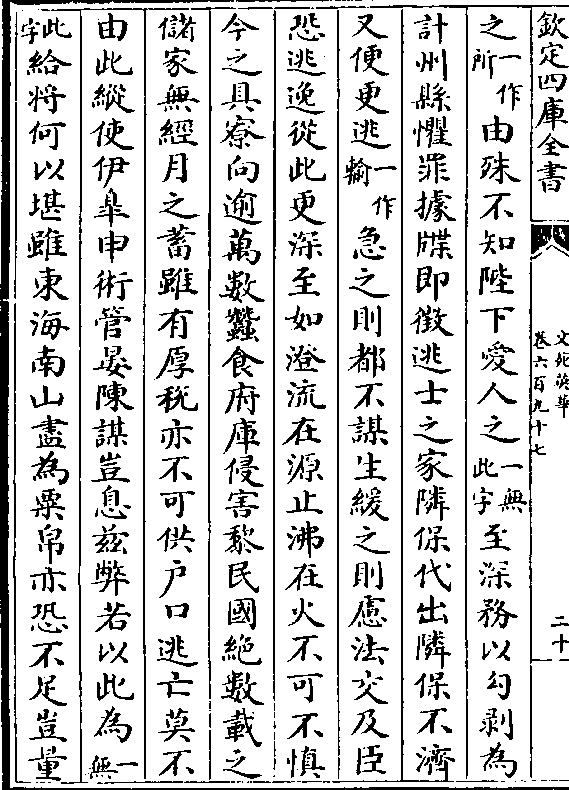 欽定四庫全書
文苑英華
卷六百九十七
二十
之一作所由殊不知陛下愛人之一無此字至深務以勾剥為
計州縣懼罪據牒即徵逃士之家隣保代出隣保不濟
又便更逃一作輸急之則都不謀生緩之則慮法交及臣
恐逃逸從此更深至如澄流在源止沸在火不可不慎
今之具寮向逾萬數蠶食府庫侵害黎民國絶數載之
儲家無經月之蓄雖有厚税亦不可供户口逃亡莫不
由此縱使伊臯申術管晏陳謀豈息兹弊若以此為一無
此字給將何以堪雖東海南山盡為粟帛亦恐不足豈量